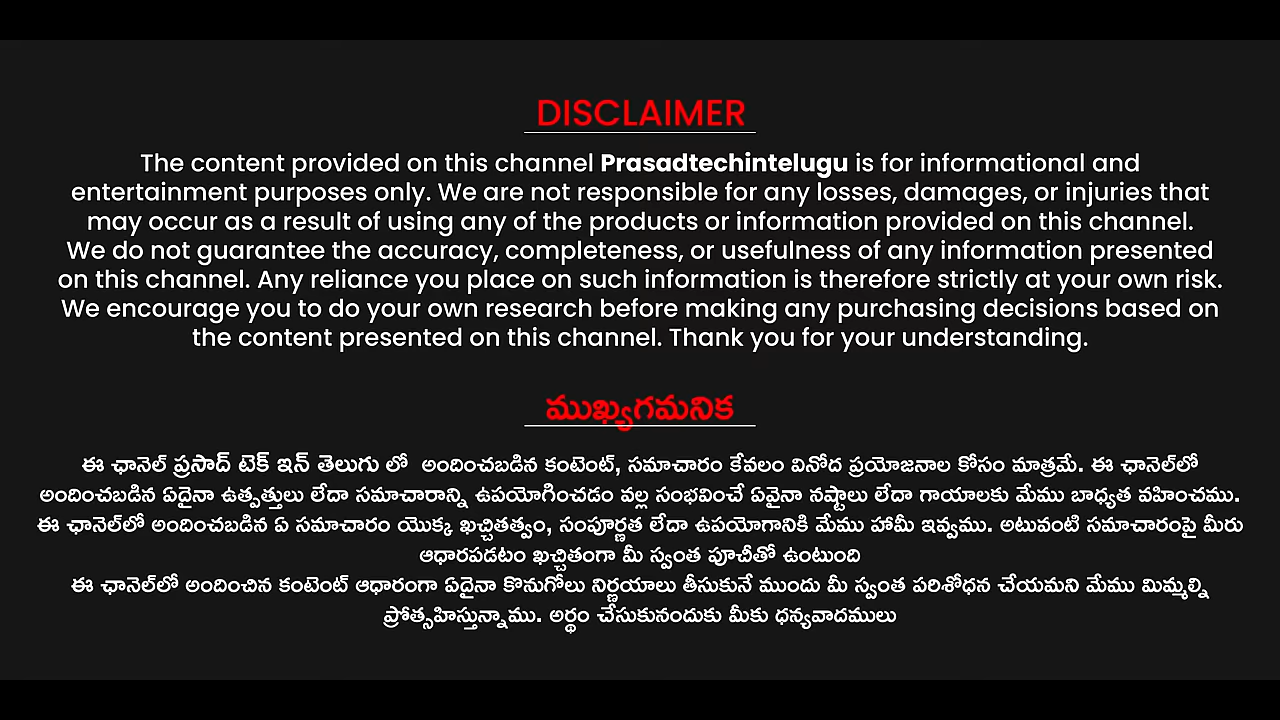 DISCLAIMER
The content provided on this channel Prasadtechintelugu is for informational and
entertainment purposes only. We are not responsible for any losses, damages, or injuries that
may occur as a result of using any of the products or information provided on this channel.
We do not guarantee the accuracy, completeness, or usefulness of any information presented
on this channel. Any reliance you place on such information is therefore strictly at your own risk.
We encourage you to do your own research before making any purchasing decisions based on
the content presented on this channel. Thank you for your understanding.
ముఖ్యగమనిక
ఈ ఛానెల్ ప్రసాద్ టెక్ ఇన్ తెలుగు లో అందించబడిన కంటెంట్, సమాచారం కేవలం వినోద ప్రయోజనాల కోసం మాత్రమే. ఈ ఛానెల్‌లో
అందించబడిన ఏదైనా ఉత్పత్తులు లేదా సమాచారాన్ని ఉపయోగించడం వల్ల సంభవించే ఏవైనా నష్టాలు లేదా గాయాలకు మేము బాధ్యత వహించము.
ఈ ఛానెల్‌లో అందించబడిన ఏ సమాచారం యొక్క ఖచ్చితత్వం, సంపూర్ణత లేదా ఉపయోగానికి మేము హామీ ఇవ్వము. అటువంటి సమాచారంపై మీరు
ఆధారపడటం ఖచ్చితంగా మీ స్వంత పూచీతో ఉంటుంది
ఈ ఛానెల్‌లో అందించిన కంటెంట్ ఆధారంగా ఏదైనా కొనుగోలు నిర్ణయాలు తీసుకునే ముందు మీ స్వంత పరిశోధన చేయమని మేము మిమ్మల్ని
ప్రోత్సహిస్తున్నాము. అర్థం చేసుకునందుకు మీకు ధన్యవాదములు